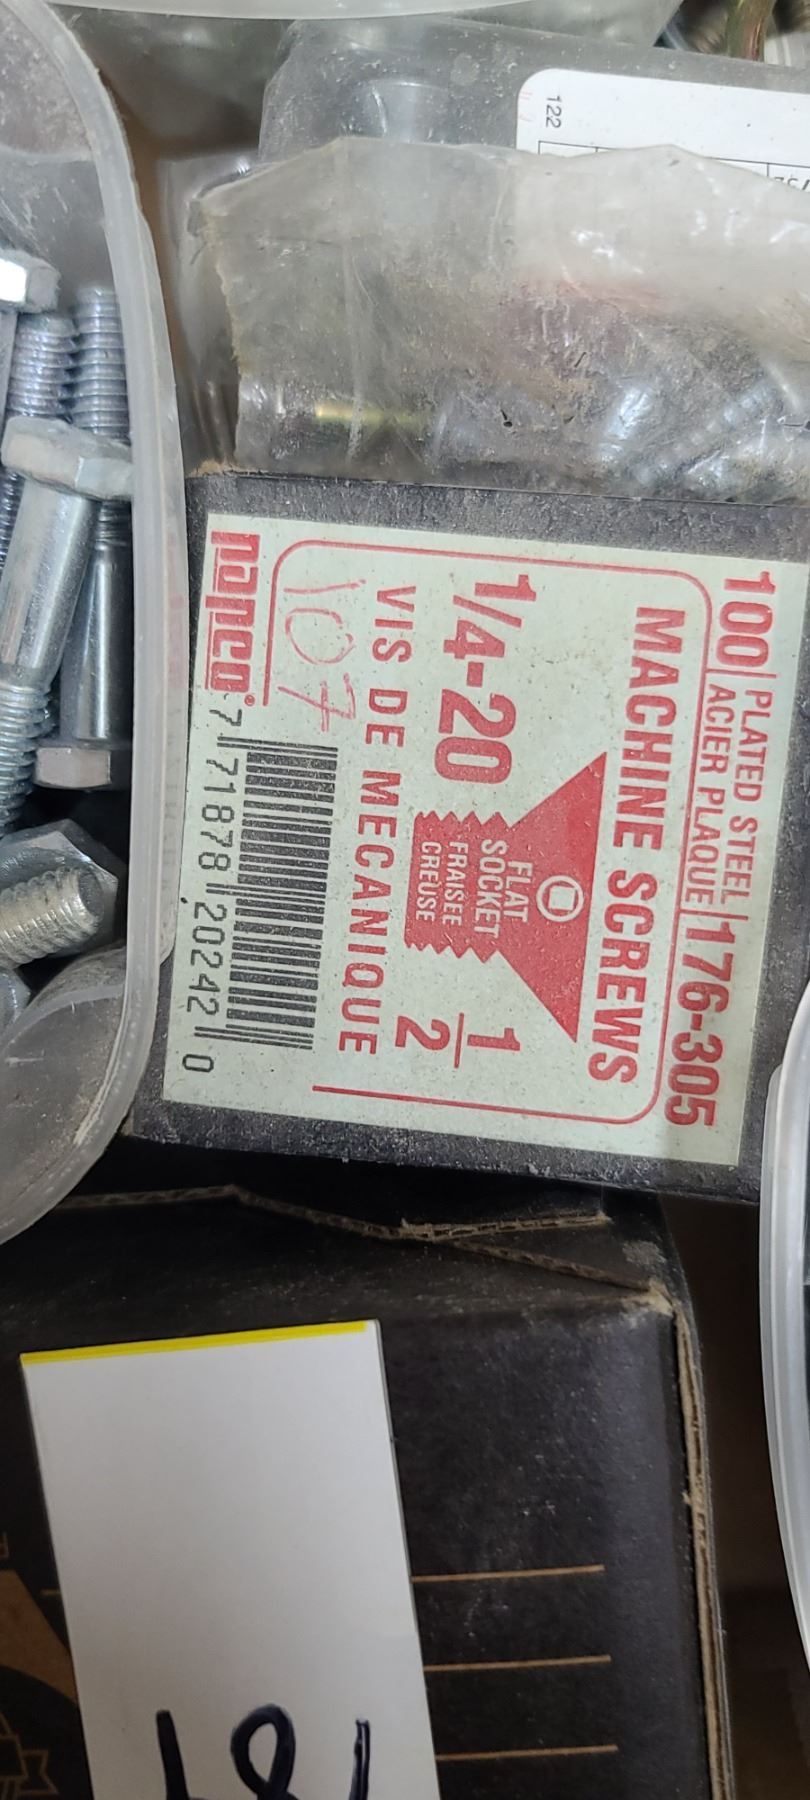 122
100 PLATED STEEL 176-305
ACIER PLAQUE
MACHINE SCREWS
1/4-20
FLAT
SOCKET
FRAISEE
CREUSE
1/2
VIS DE MECANIQUE
107
papco®
7 71878 20242 0